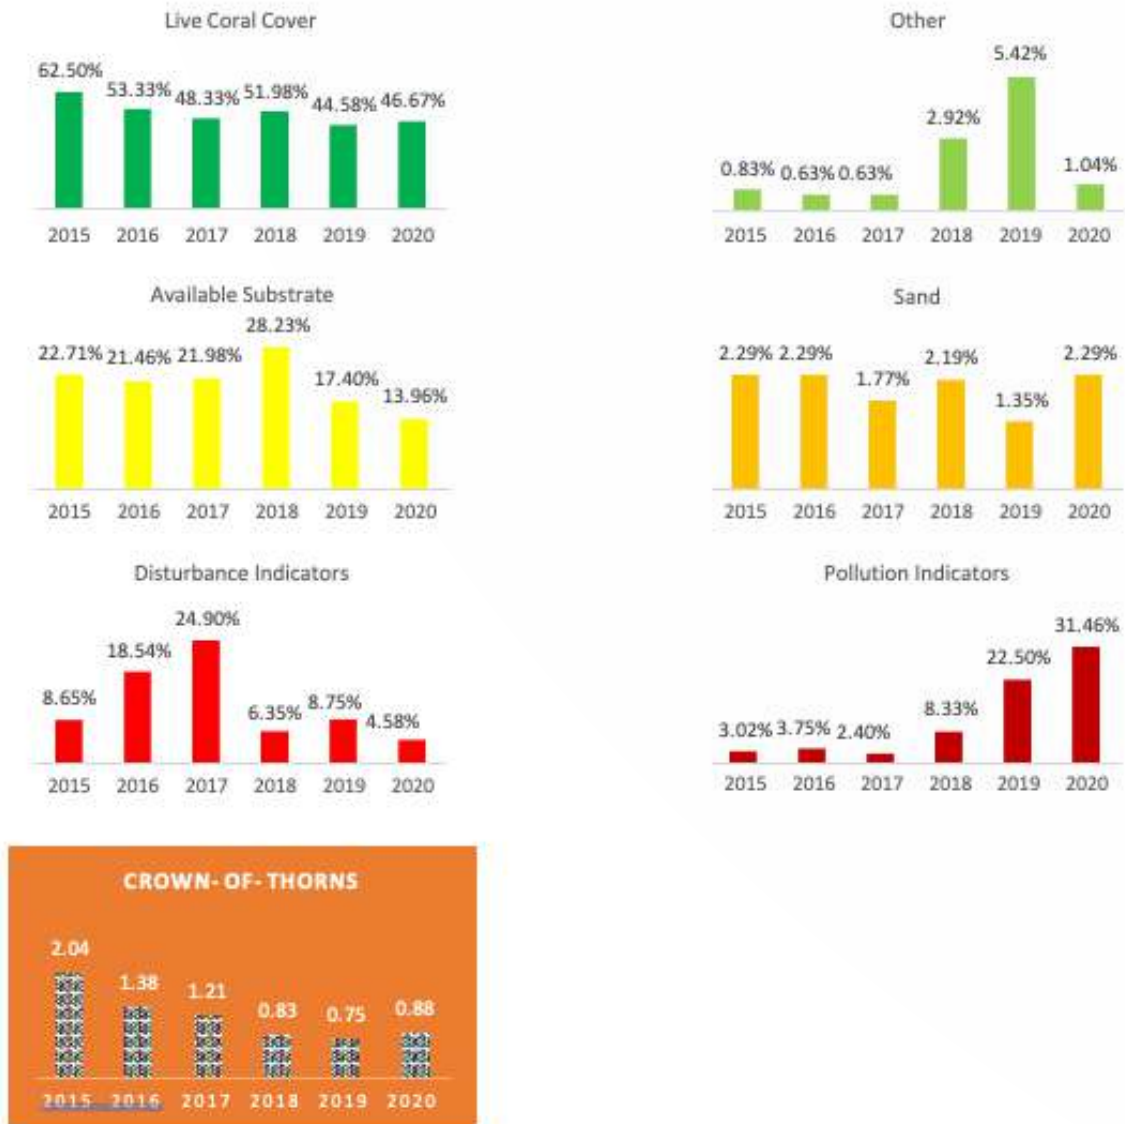 Live Coral Cover
62.50% 53.33% 48.33% 51.98% 44.58% 46.67%
2015 2016 2017 2018 2019 2020
Other
0.83% 0.63% 0.63% 2.92% 5.42% 1.04%
2015 2016 2017 2018 2019 2020
Available Substrate
22.71% 21.46% 21.98% 28.23% 17.40% 13.96%
2015 2016 2017 2018 2019 2020
Sand
2.29% 2.29% 1.77% 2.19% 1.35% 2.29%
2015 2016 2017 2018 2019 2020
Disturbance Indicators
8.65% 18.54% 24.90% 6.35% 8.75% 4.58%
2015 2016 2017 2018 2019 2020
Pollution Indicators
3.02% 3.75% 2.40% 8.33% 22.50% 31.46%
2015 2016 2017 2018 2019 2020
CROWN- OF- THORNS
2.04 1.38 1.21 0.83 0.75 0.88
2015 2016 2017 2018 2019 2020